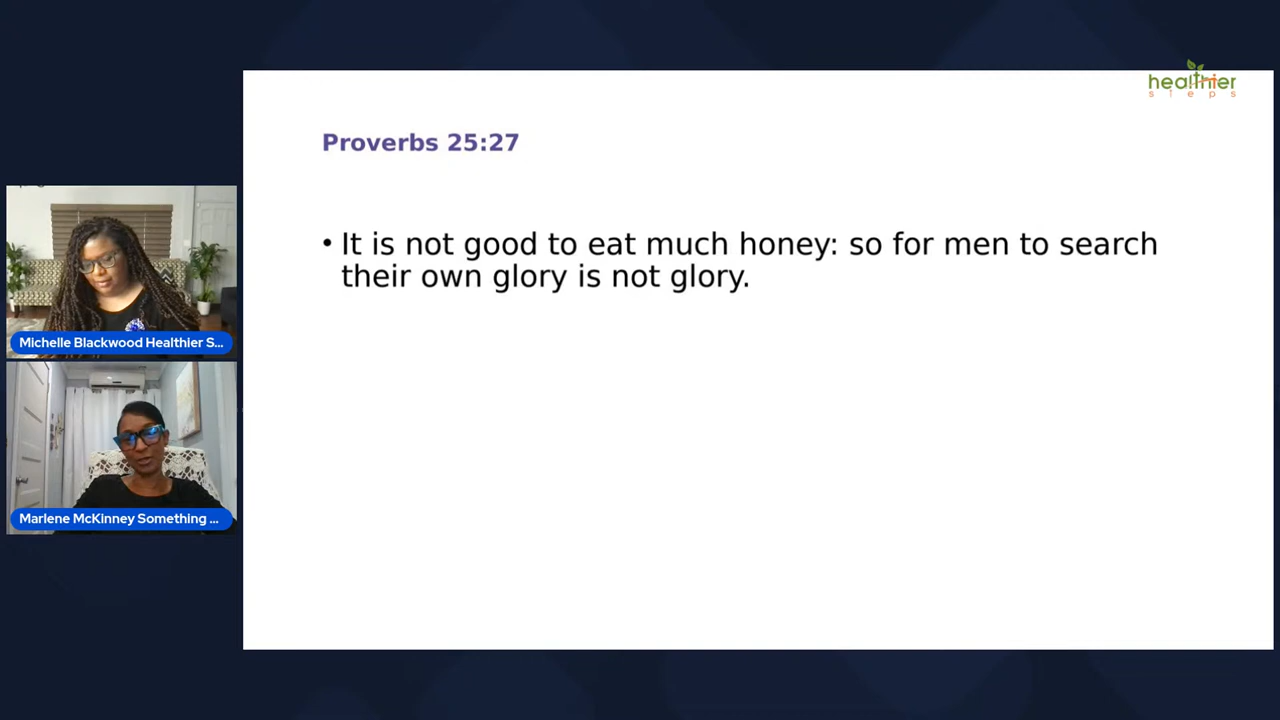 healthier
steps
Proverbs 25:27
• It is not good to eat much honey: so for men to search
their own glory is not glory.
Michelle Blackwood Healthier S...
Marlene McKinney Something ...